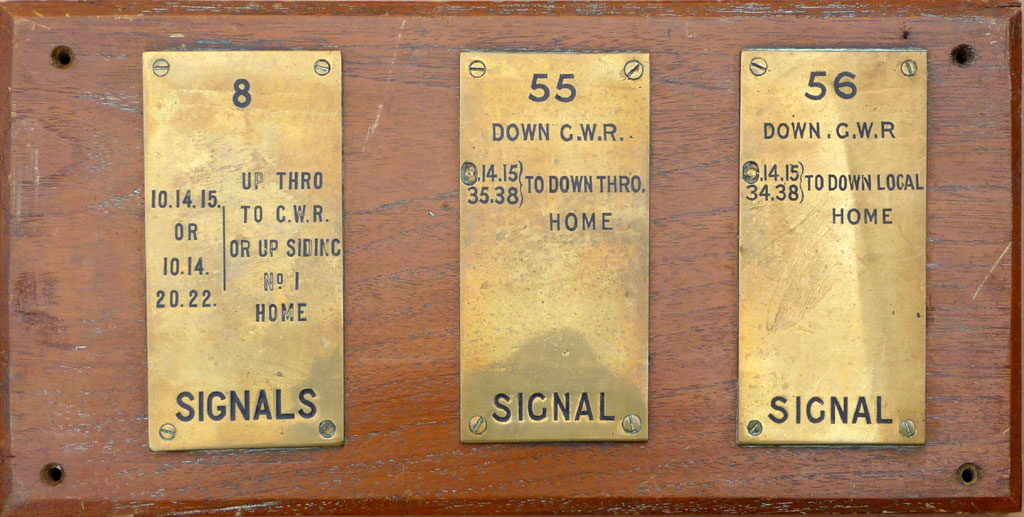 8
10.14.15.
OR
10.14.
20.22.
UP THRO
TO G.W.R.
OR UP SIDING
Nº 1
HOME
SIGNALS
55
DOWN G.W.R.
.14.15
35.38
TO DOWN THRO.
HOME
SIGNAL
56
DOWN.G.W.R
.14.15
34.38
TO DOWN LOCAL
HOME
SIGNAL